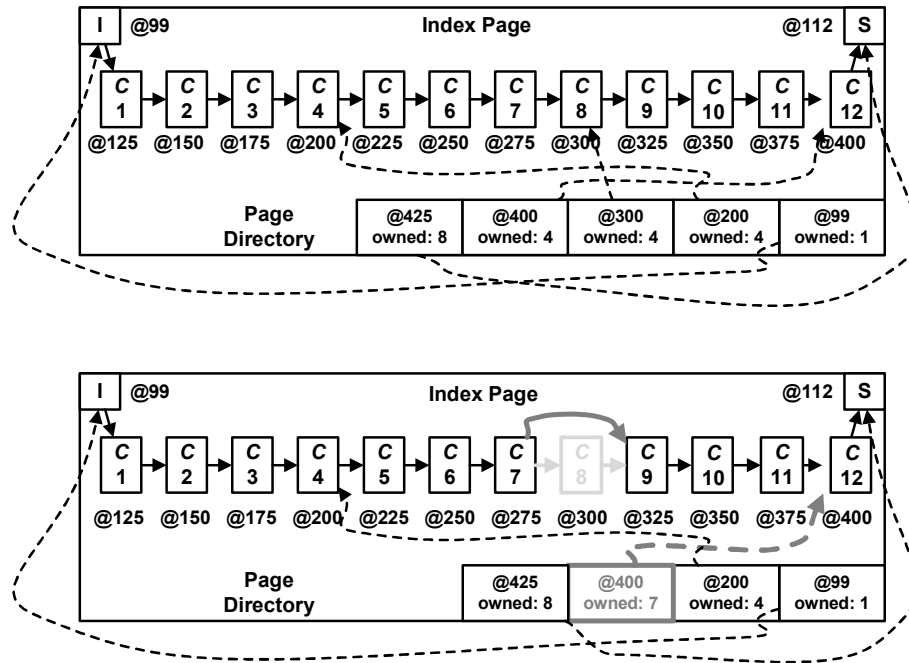 I @99 Index Page @112 S
C C C C C C C C C C C C
1 2 3 4 5 6 7 8 9 10 11 12
@125 @150 @175 @200 @225 @250 @275 @300 @325 @350 @375 @400
Page @425 @400 @300 @200 @99
Directory owned: 8 owned: 4 owned: 4 owned: 4 owned: 1
I @99 Index Page @112 S
C C C C C C C C C C C C
1 2 3 4 5 6 7 8 9 10 11 12
@125 @150 @175 @200 @225 @250 @275 @300 @325 @350 @375 @400
Page @425 @400 @200 @99
Directory owned: 8 owned: 7 owned: 4 owned: 1